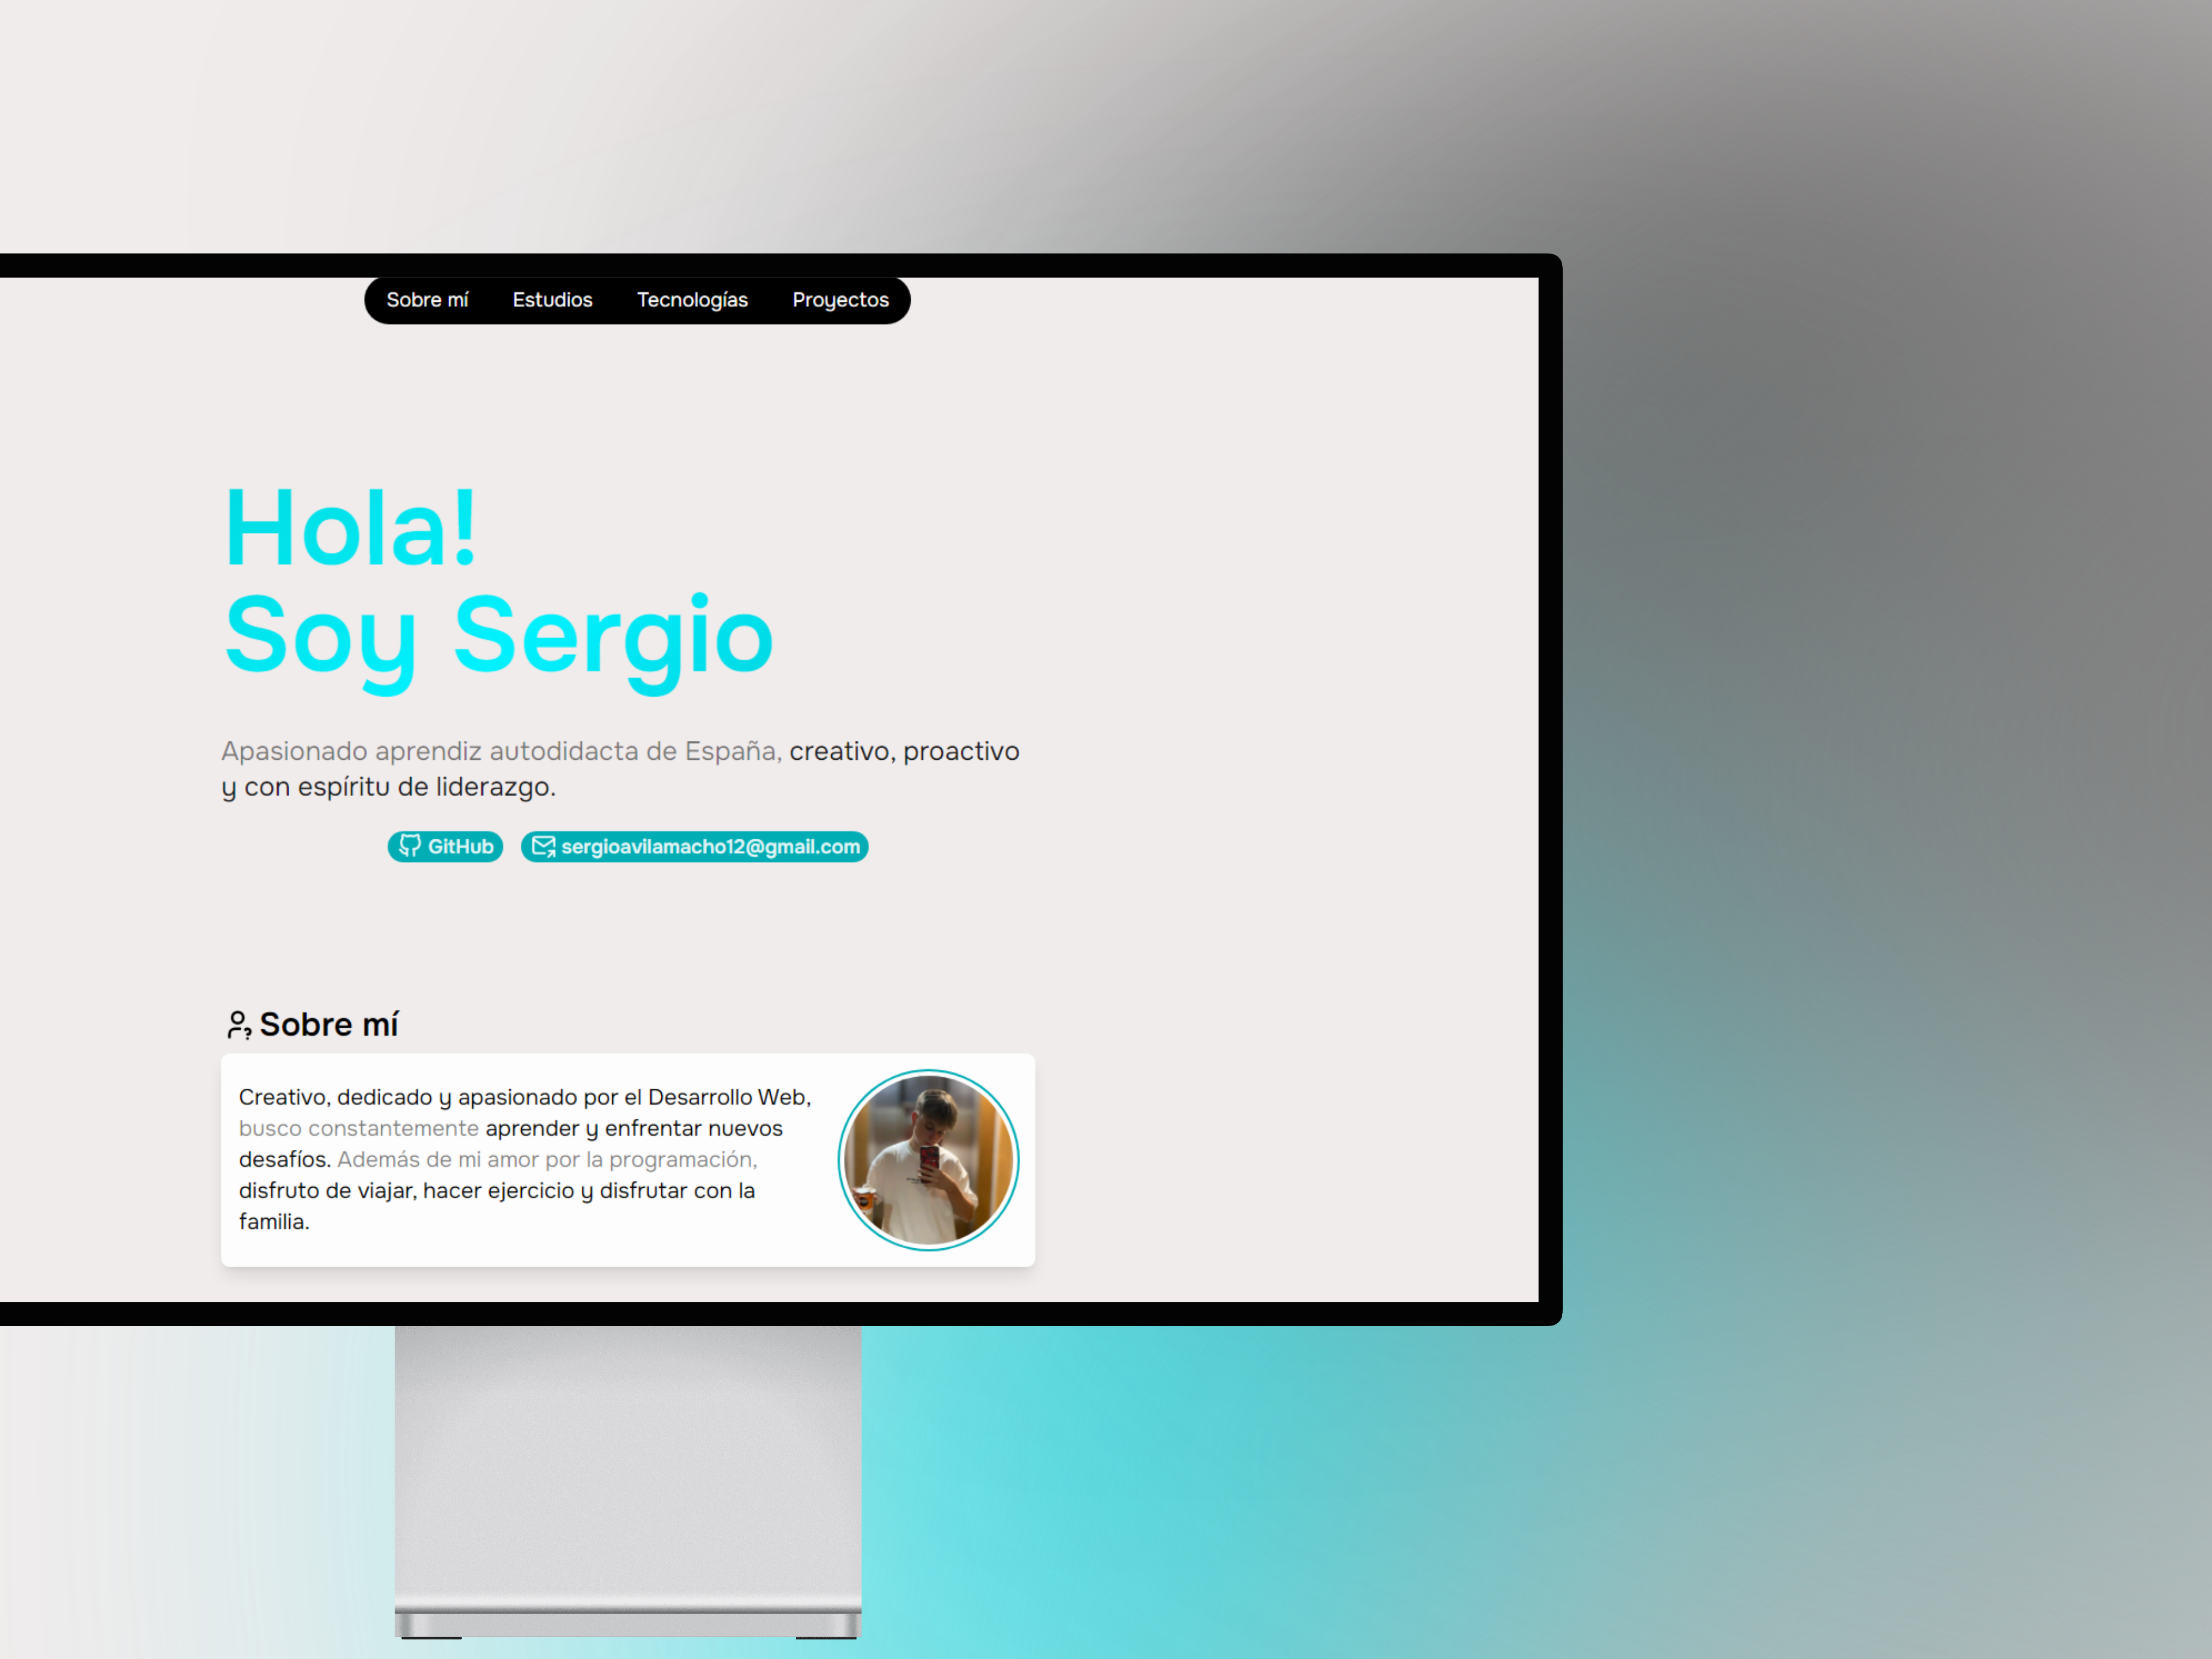 Sobre mí Estudios Tecnologías Proyectos
Hola!
Soy Sergio
Apasionado aprendiz autodidacta de España, creativo, proactivo
y con espíritu de liderazgo.
GitHub sergioavilamacho12@gmail.com
Sobre mí
Creativo, dedicado y apasionado por el Desarrollo Web,
busco constantemente aprender y enfrentar nuevos
desafíos. Además de mi amor por la programación,
disfruto de viajar, hacer ejercicio y disfrutar con la
familia.